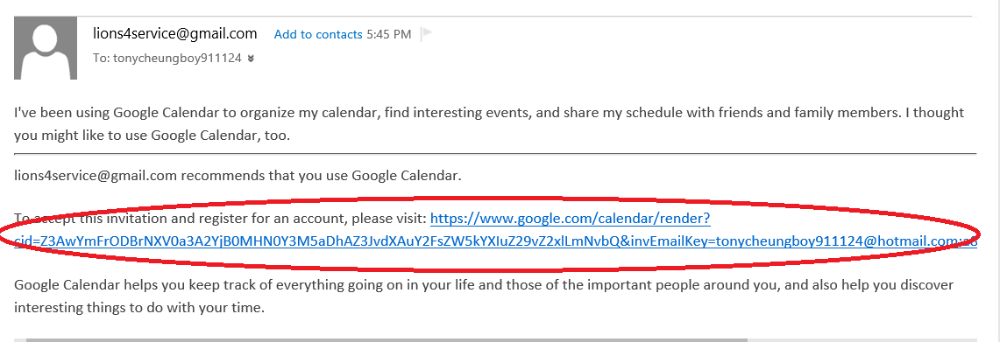 lions4service@gmail.com Add to contacts 5:45 PM
To: tonycheungboy911124
I've been using Google Calendar to organize my calendar, find interesting events, and share my schedule with friends and family members. I thought
you might like to use Google Calendar, too.
lions4service@gmail.com recommends that you use Google Calendar.
To accept this invitation and register for an account, please visit: https://www.google.com/calendar/render?
cid=Z3AwYmFrODBrNXV0a3A2YjB0MHN0Y3M5aDhAZ3JvdXAuY2FsZW5kYXIuZ29vZ2xlLmNvbQ&invEmailKey=tonycheungboy911124@hotmail.com:a8
Google Calendar helps you keep track of everything going on in your life and those of the important people around you, and also help you discover
interesting things to do with your time.